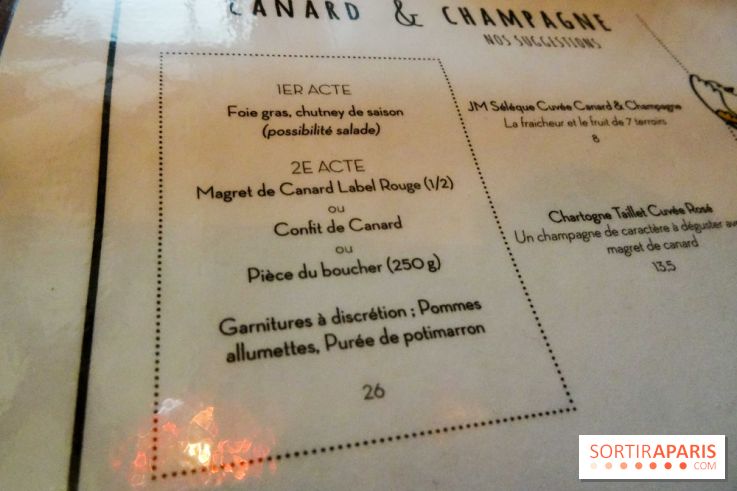 CANARD & CHAMPAGNE
NOS SUGGESTIONS
1ER ACTE
Foie gras, chutney de saison
(possibilité salade)
2E ACTE
Magret de Canard Label Rouge (1/2)
ou
Confit de Canard
ou
Pièce du boucher (250 g)
Garnitures à discrétion ; Pommes
allumettes, Purée de potimarron
26
JM Sélèque Cuvée Canard & Champagne
La fraicheur et le fruit de 7 terroirs
8
Chartogne Taillet Cuvée Rosé
Un champagne de caractère à déguster
magret de canard
13,5
SORTIRAPARIS
.COM